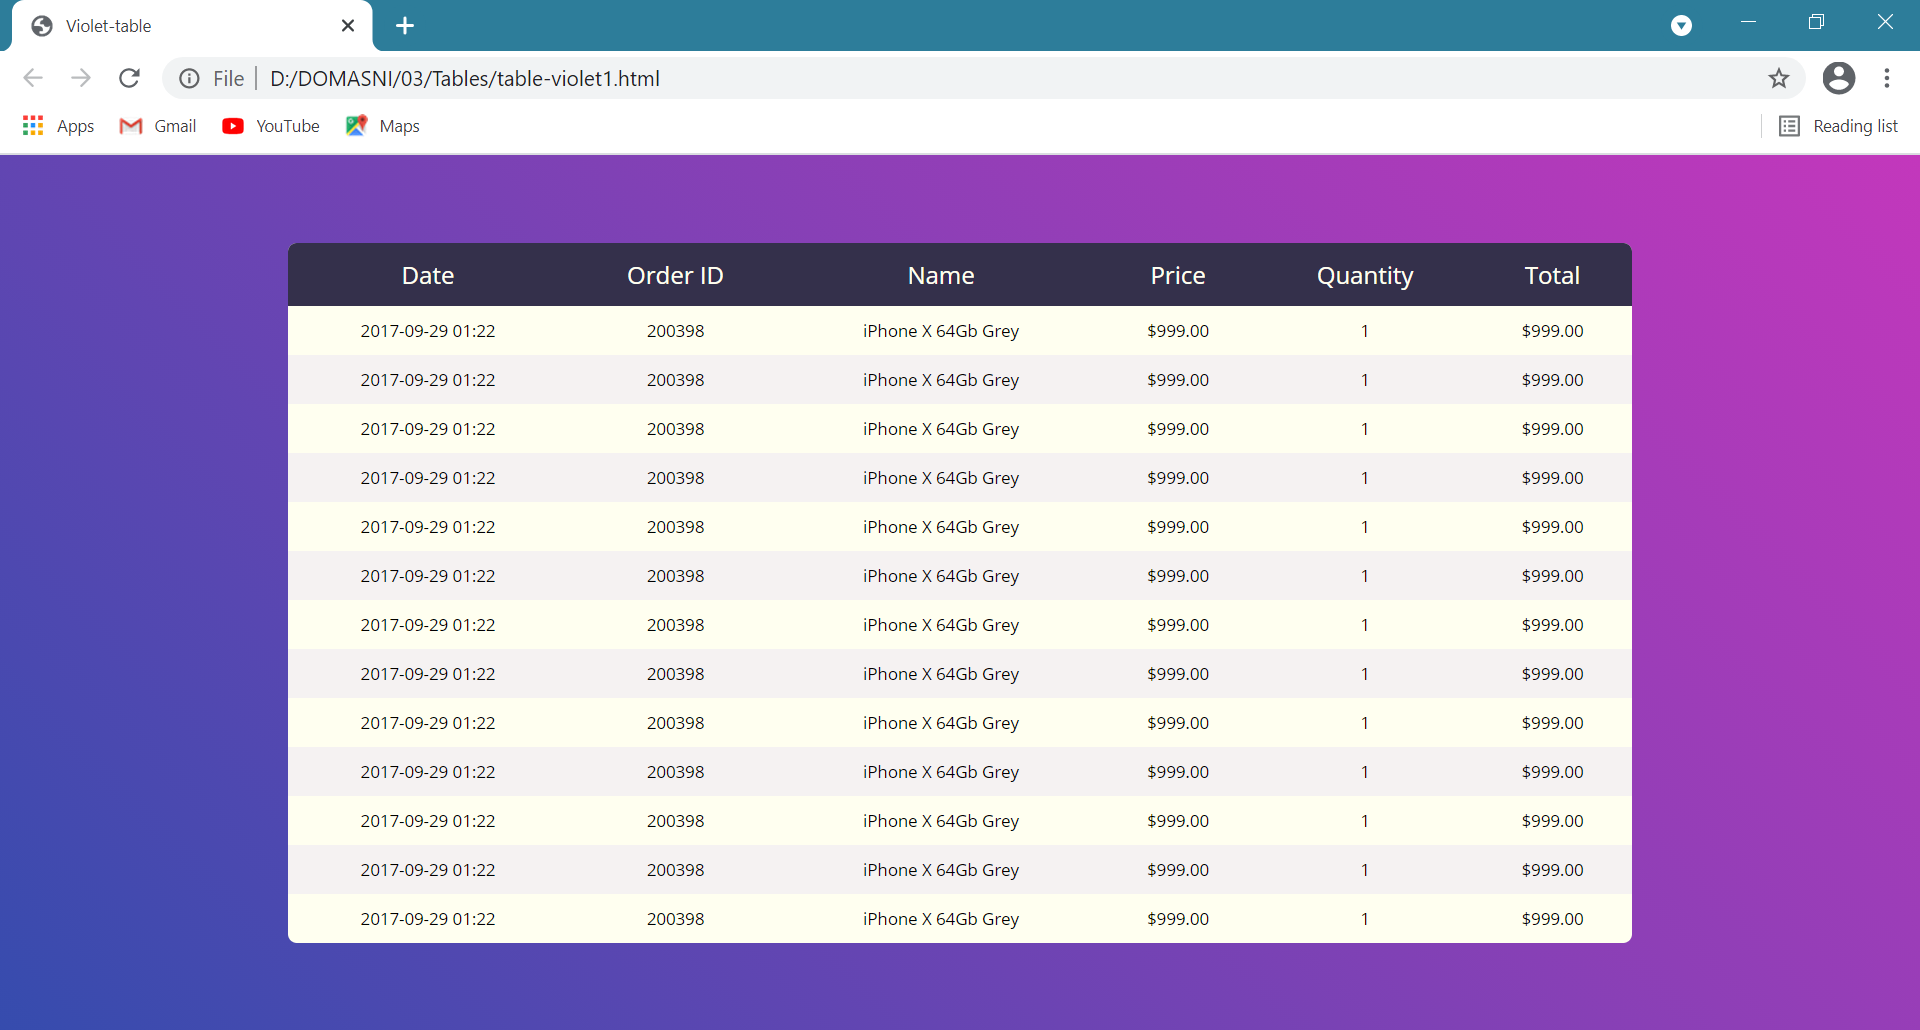 Violet-table
File D:/DOMASNI/03/Tables/table-violet1.html
Apps Gmail YouTube Maps Reading list
Date Order ID Name Price Quantity Total
2017-09-29 01:22 200398 iPhone X 64Gb Grey $999.00 1 $999.00
2017-09-29 01:22 200398 iPhone X 64Gb Grey $999.00 1 $999.00
2017-09-29 01:22 200398 iPhone X 64Gb Grey $999.00 1 $999.00
2017-09-29 01:22 200398 iPhone X 64Gb Grey $999.00 1 $999.00
2017-09-29 01:22 200398 iPhone X 64Gb Grey $999.00 1 $999.00
2017-09-29 01:22 200398 iPhone X 64Gb Grey $999.00 1 $999.00
2017-09-29 01:22 200398 iPhone X 64Gb Grey $999.00 1 $999.00
2017-09-29 01:22 200398 iPhone X 64Gb Grey $999.00 1 $999.00
2017-09-29 01:22 200398 iPhone X 64Gb Grey $999.00 1 $999.00
2017-09-29 01:22 200398 iPhone X 64Gb Grey $999.00 1 $999.00
2017-09-29 01:22 200398 iPhone X 64Gb Grey $999.00 1 $999.00
2017-09-29 01:22 200398 iPhone X 64Gb Grey $999.00 1 $999.00
2017-09-29 01:22 200398 iPhone X 64Gb Grey $999.00 1 $999.00